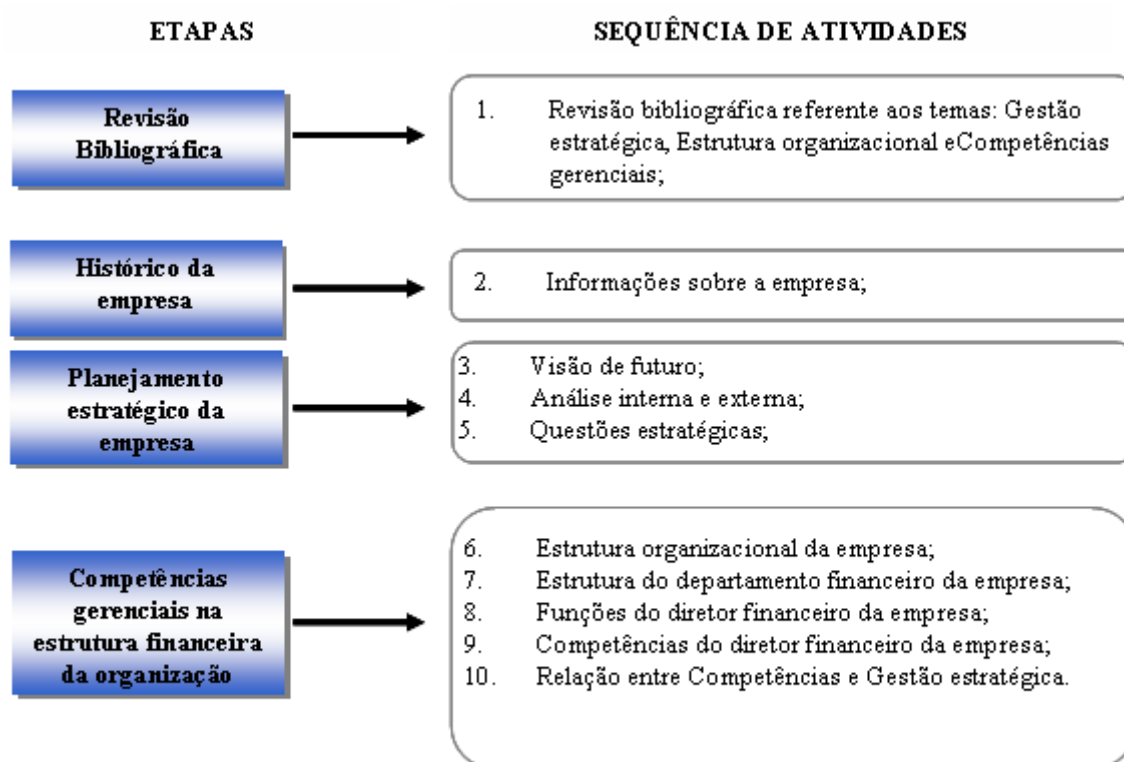 ETAPAS
SEQUÊNCIA DE ATIVIDADES
Revisão
Bibliográfica
1. Revisão bibliográfica referente aos temas: Gestão
estratégica, Estrutura organizacional eCompetências
gerenciais;
Histórico da
empresa
2. Informações sobre a empresa;
Planejamento
estratégico da
empresa
3. Visão de futuro;
4. Análise interna e externa;
5. Questões estratégicas;
Competências
gerenciais na
estrutura financeira
da organização
6. Estrutura organizacional da empresa;
7. Estrutura do departamento financeiro da empresa;
8. Funções do diretor financeiro da empresa;
9. Competências do diretor financeiro da empresa;
10. Relação entre Competências e Gestão estratégica.